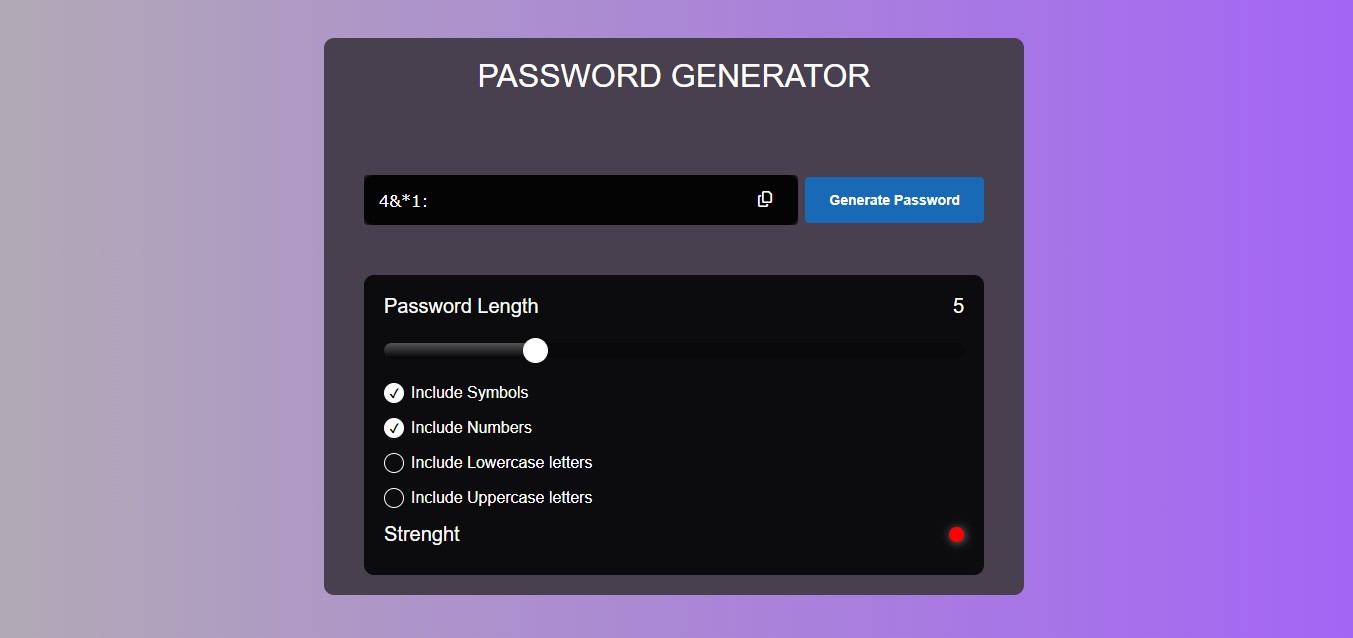 PASSWORD GENERATOR
4&*1:
Generate Password
Password Length
5
Include Symbols
Include Numbers
Include Lowercase letters
Include Uppercase letters
Strenght